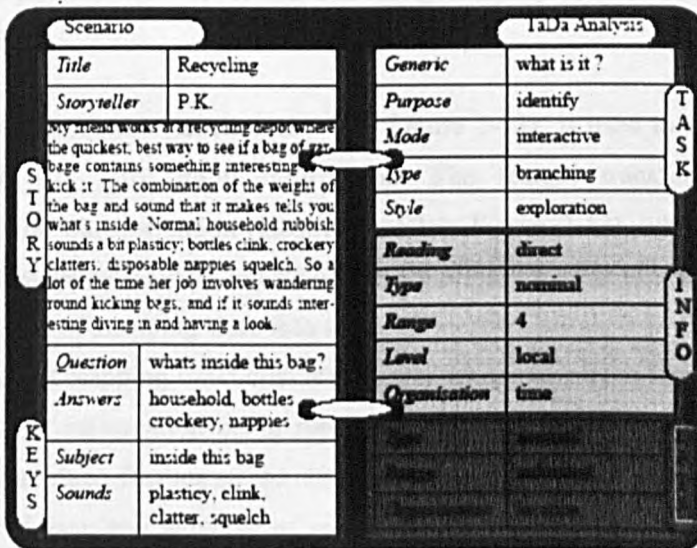 Scenario
Title Recycling
Storyteller P.K.
My friend works at a recycling depot where
the quickest, best way to see if a bag of gar-
bage contains something interesting is to
kick it. The combination of the weight of
the bag and sound that it makes tells you
what s inside. Normal household rubbish
sounds a bit plasticy; bottles clink, crockery
clatters, disposable nappies squelch. So a
lot of the time her job involves wandering
round kicking bags, and if it sounds inter-
esting diving in and having a look.
STORY
Question whats inside this bag?
Answers household, bottles
crockery, nappies
Subject inside this bag
Sounds plasticy, clink,
clatter, squelch
KEYS
TaDa Analysis
Generic what is it ?
Purpose identify
Mode interactive
Type branching
Style exploration
TASK
Reading direct
Type nominal
Range 4
Level local
Organisation time
INFO
Type